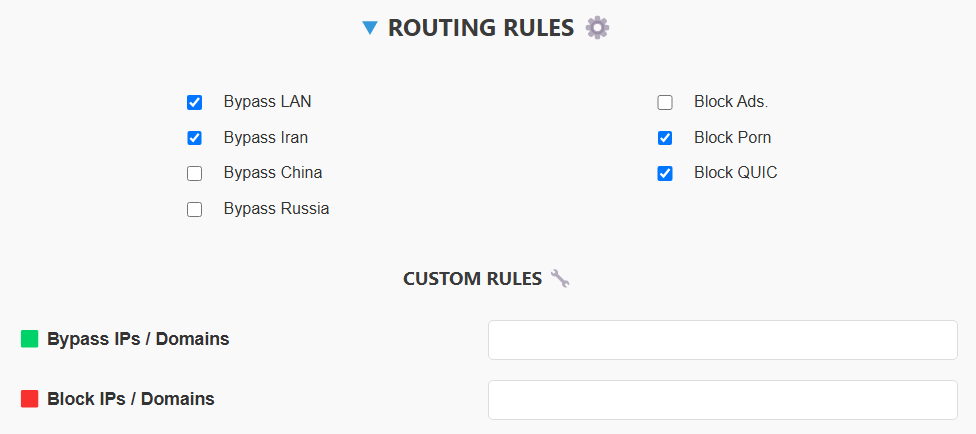 ROUTING RULES
Bypass LAN
Block Ads.
Bypass Iran
Block Porn
Bypass China
Block QUIC
Bypass Russia
CUSTOM RULES
Bypass IPs / Domains
Block IPs / Domains